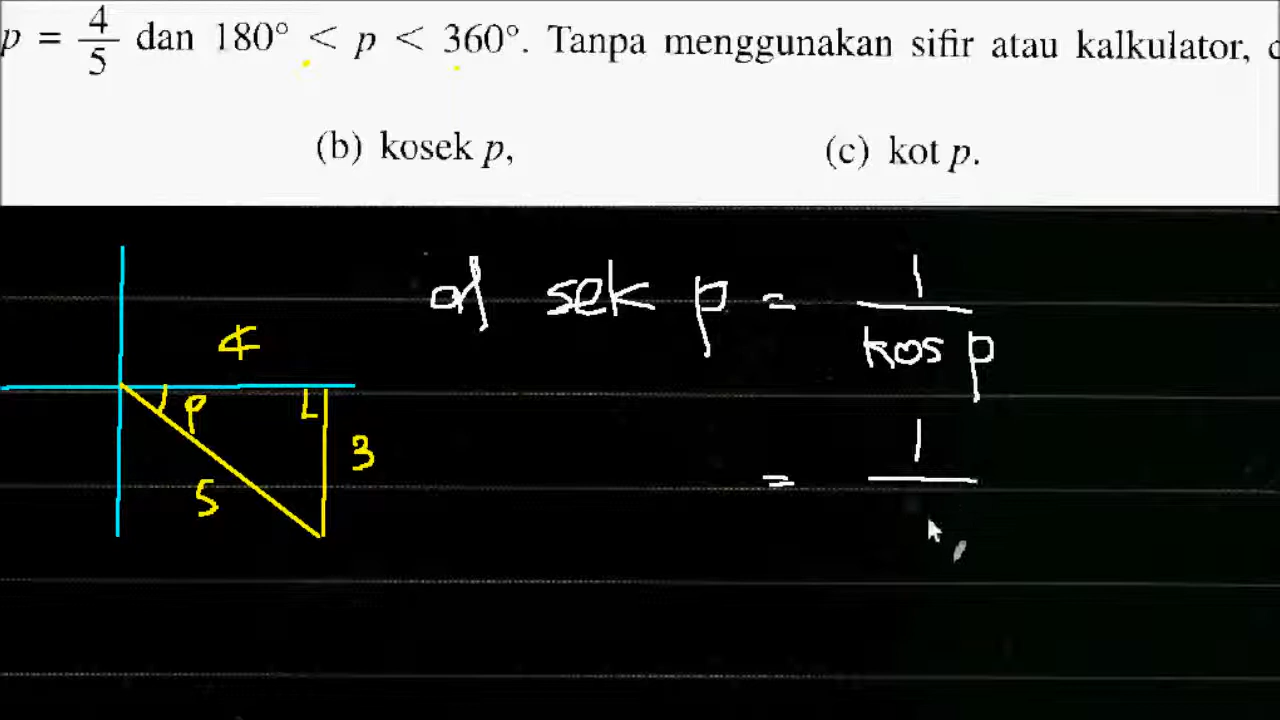 p = 4/5 dan 180° < p < 360°. Tanpa menggunakan sifir atau kalkulator,
(b) kosek p, (c) kot p.
a) sek p = 1/kos p
= 1/
4
p
3
5